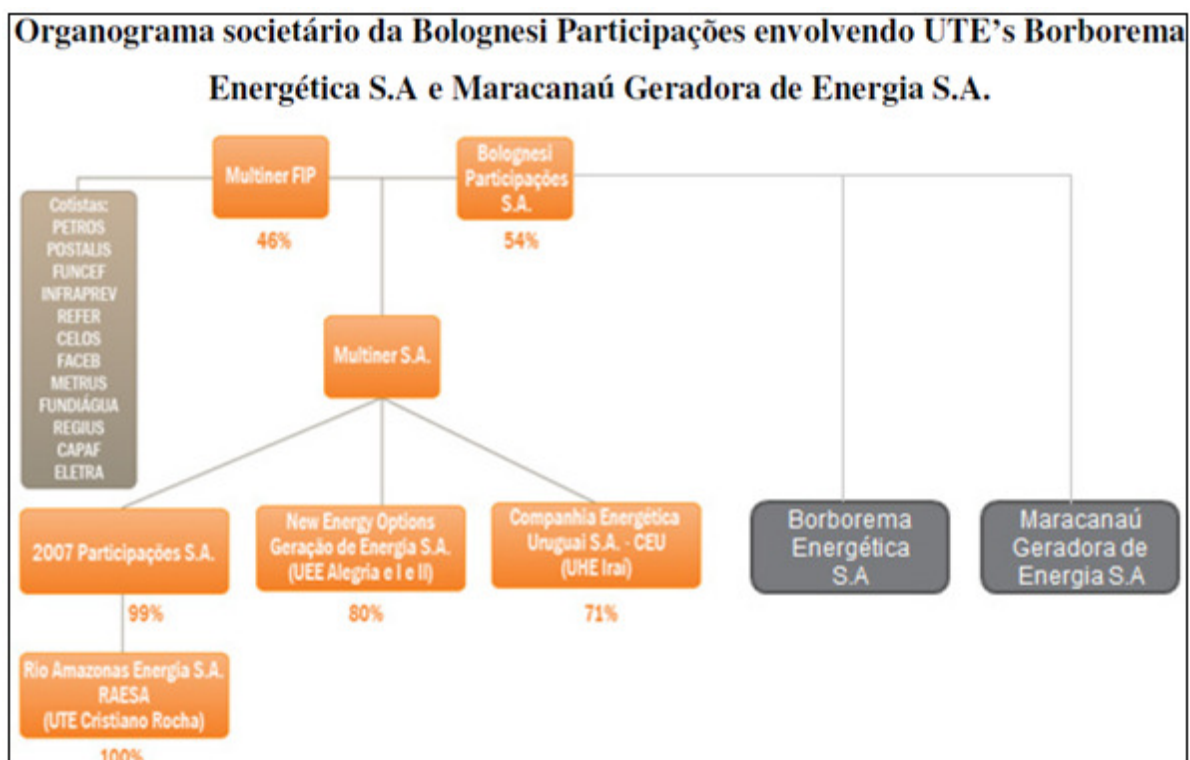 Organograma societário da Bolognesi Participações envolvendo UTE's Borborema
Energética S.A e Maracanaú Geradora de Energia S.A.
Multiner FIP
46%
Bolognesi
Participações
S.A.
54%
Cotistas:
PETROS
POSTALIS
FUNCEF
INFRAPREV
REFER
CELOS
FACEB
METRUS
FUNDIÁGUA
REGIUS
CAPAF
ELETRA
Multiner S.A.
2007 Participações S.A.
99%
New Energy Options
Geração de Energia S.A.
(UEE Alegria e I e II)
80%
Companhia Energética
Uruguai S.A. - CEU
(UHE Iraí)
71%
Borborema
Energética
S.A
Maracanaú
Geradora de
Energia S.A
Rio Amazonas Energia S.A.
RAESA
(UTE Cristiano Rocha)
100%